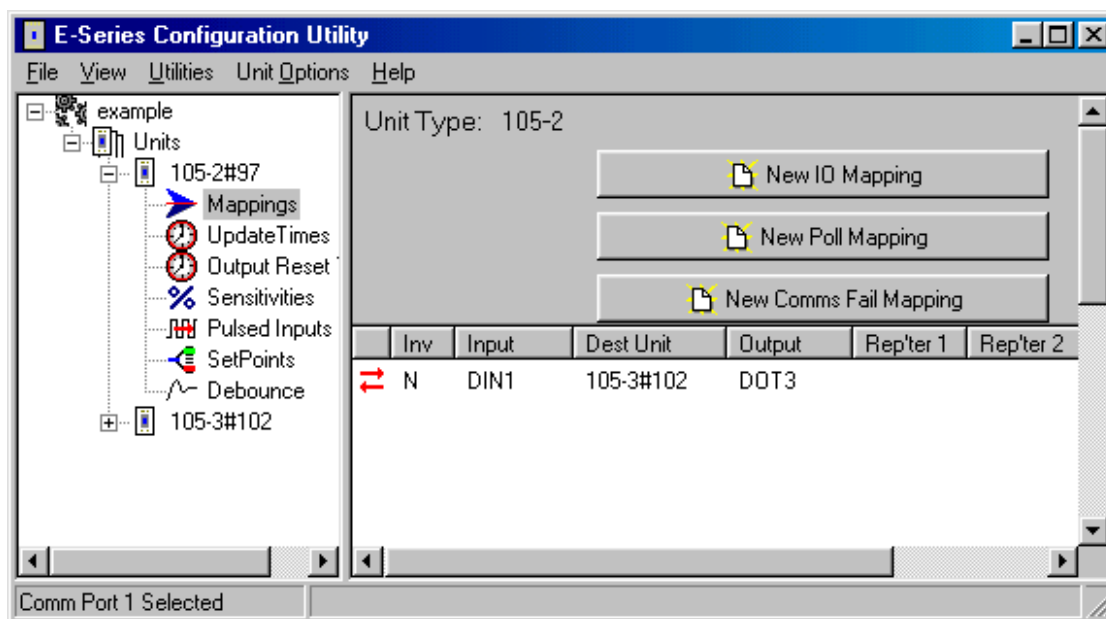 E-Series Configuration Utility
File View Utilities Unit Options Help
example
Units
105-2#97
Mappings
UpdateTimes
Output Reset
Sensitivities
Pulsed Inputs
SetPoints
Debounce
105-3#102
Unit Type: 105-2
New IO Mapping
New Poll Mapping
New Comms Fail Mapping
Inv Input Dest Unit Output Rep'ter 1 Rep'ter 2
N DIN1 105-3#102 DOT3
Comm Port 1 Selected